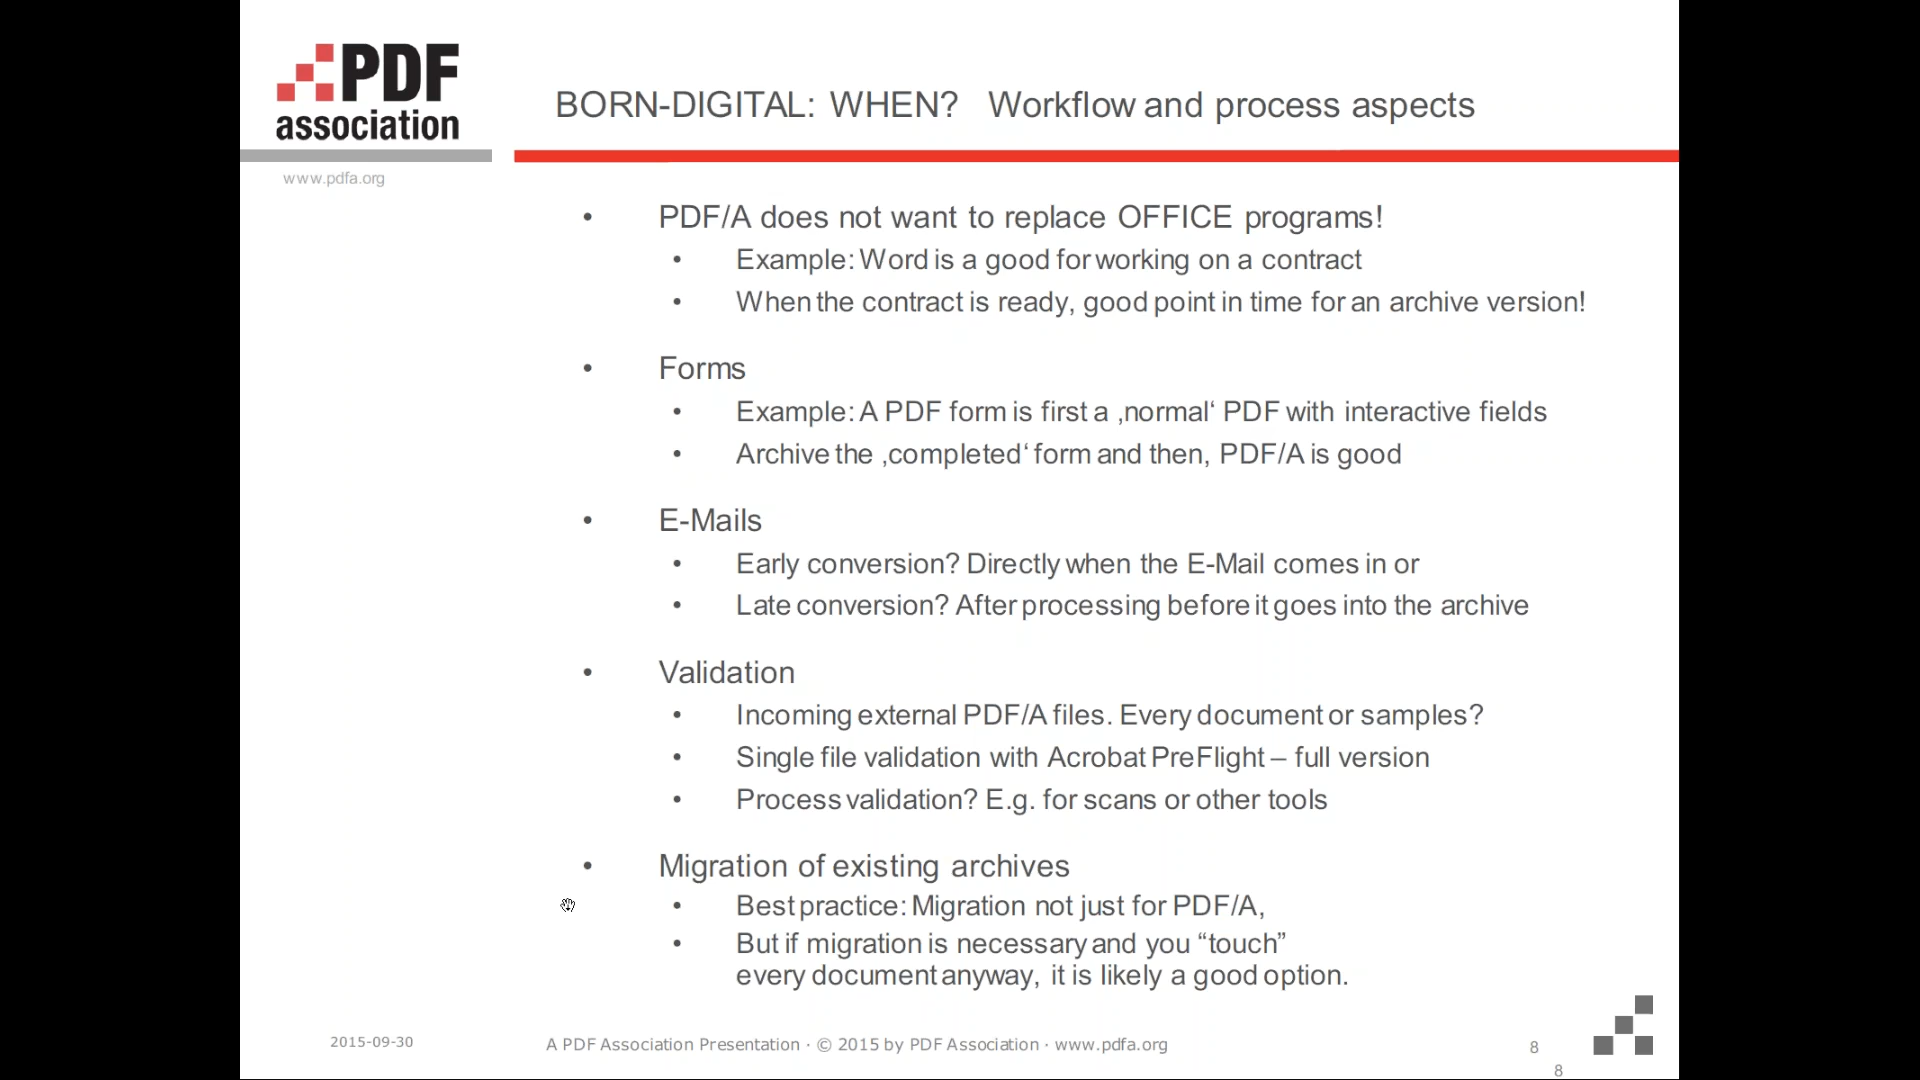 PDF
association
www.pdfa.org
BORN-DIGITAL: WHEN? Workflow and process aspects
• PDF/A does not want to replace OFFICE programs!
• Example: Word is a good for working on a contract
• When the contract is ready, good point in time for an archive version!
• Forms
• Example: A PDF form is first a ‚normal‘ PDF with interactive fields
• Archive the ‚completed‘ form and then, PDF/A is good
• E-Mails
• Early conversion? Directly when the E-Mail comes in or
• Late conversion? After processing before it goes into the archive
• Validation
• Incoming external PDF/A files. Every document or samples?
• Single file validation with Acrobat PreFlight – full version
• Process validation? E.g. for scans or other tools
• Migration of existing archives
• Best practice: Migration not just for PDF/A,
• But if migration is necessary and you “touch”
every document anyway, it is likely a good option.
2015-09-30
A PDF Association Presentation · © 2015 by PDF Association · www.pdfa.org
8
8